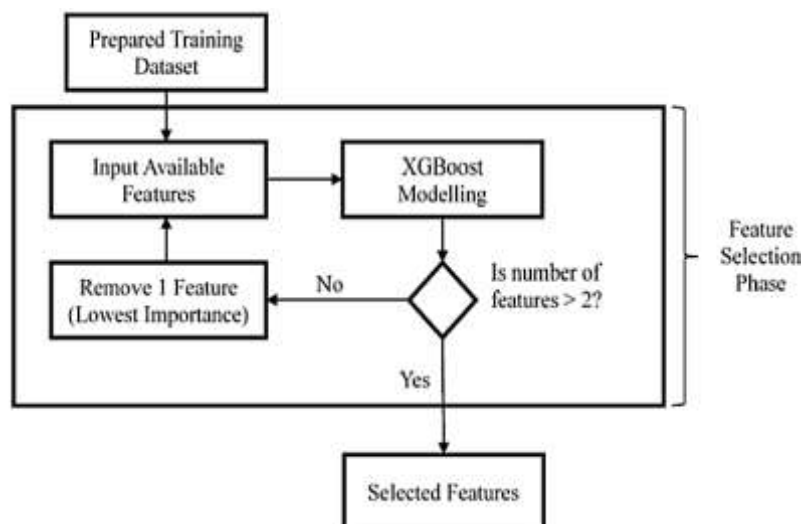 Prepared Training
Dataset
Input Available
Features
XGBoost
Modelling
Remove 1 Feature
(Lowest Importance)
No
Is number of
features > 2?
Yes
Feature
Selection
Phase
Selected Features